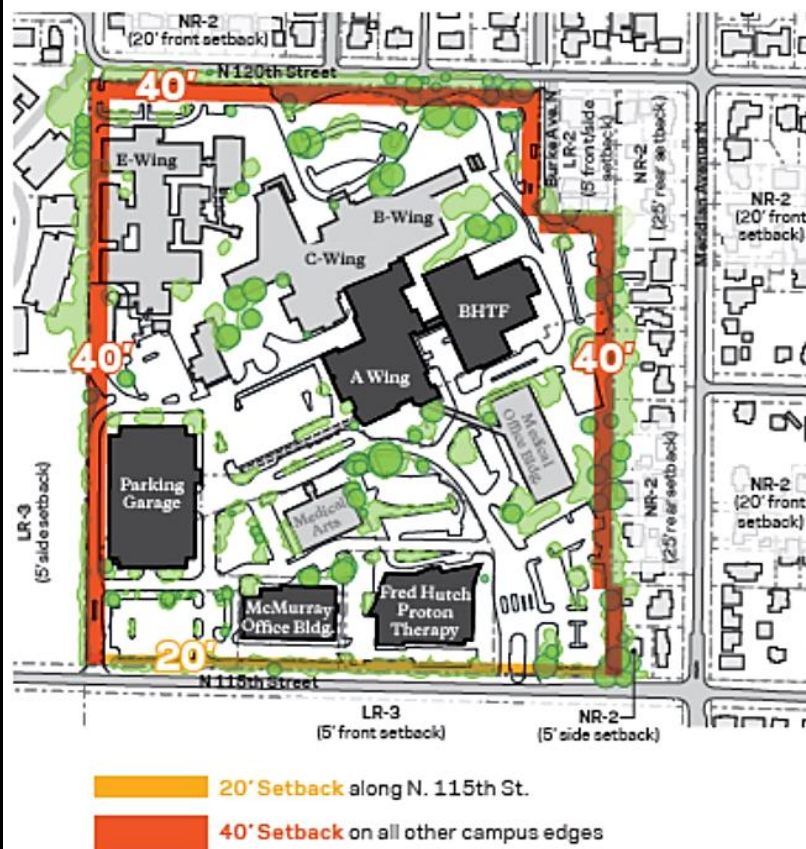 NR-2
(20' front setback)
N 120th Street
40'
Burke Ave. N
LR-2
(5' front/side
setback)
NR-2
(25' rear setback)
Meridian Avenue N
NR-2
(20' front
setback)
E-Wing
B-Wing
C-Wing
BHTF
40'
40'
A Wing
Medical
Office Bldg.
Parking
Garage
Medical
Arts
LR-3
(5' side setback)
NR-2
(25' rear setback)
NR-2
(20' front
setback)
McMurray
Office Bldg.
Fred Hutch
Proton
Therapy
20'
N 115th Street
LR-3
(5' front setback)
NR-2
(5' side setback)
20' Setback along N. 115th St.
40' Setback on all other campus edges